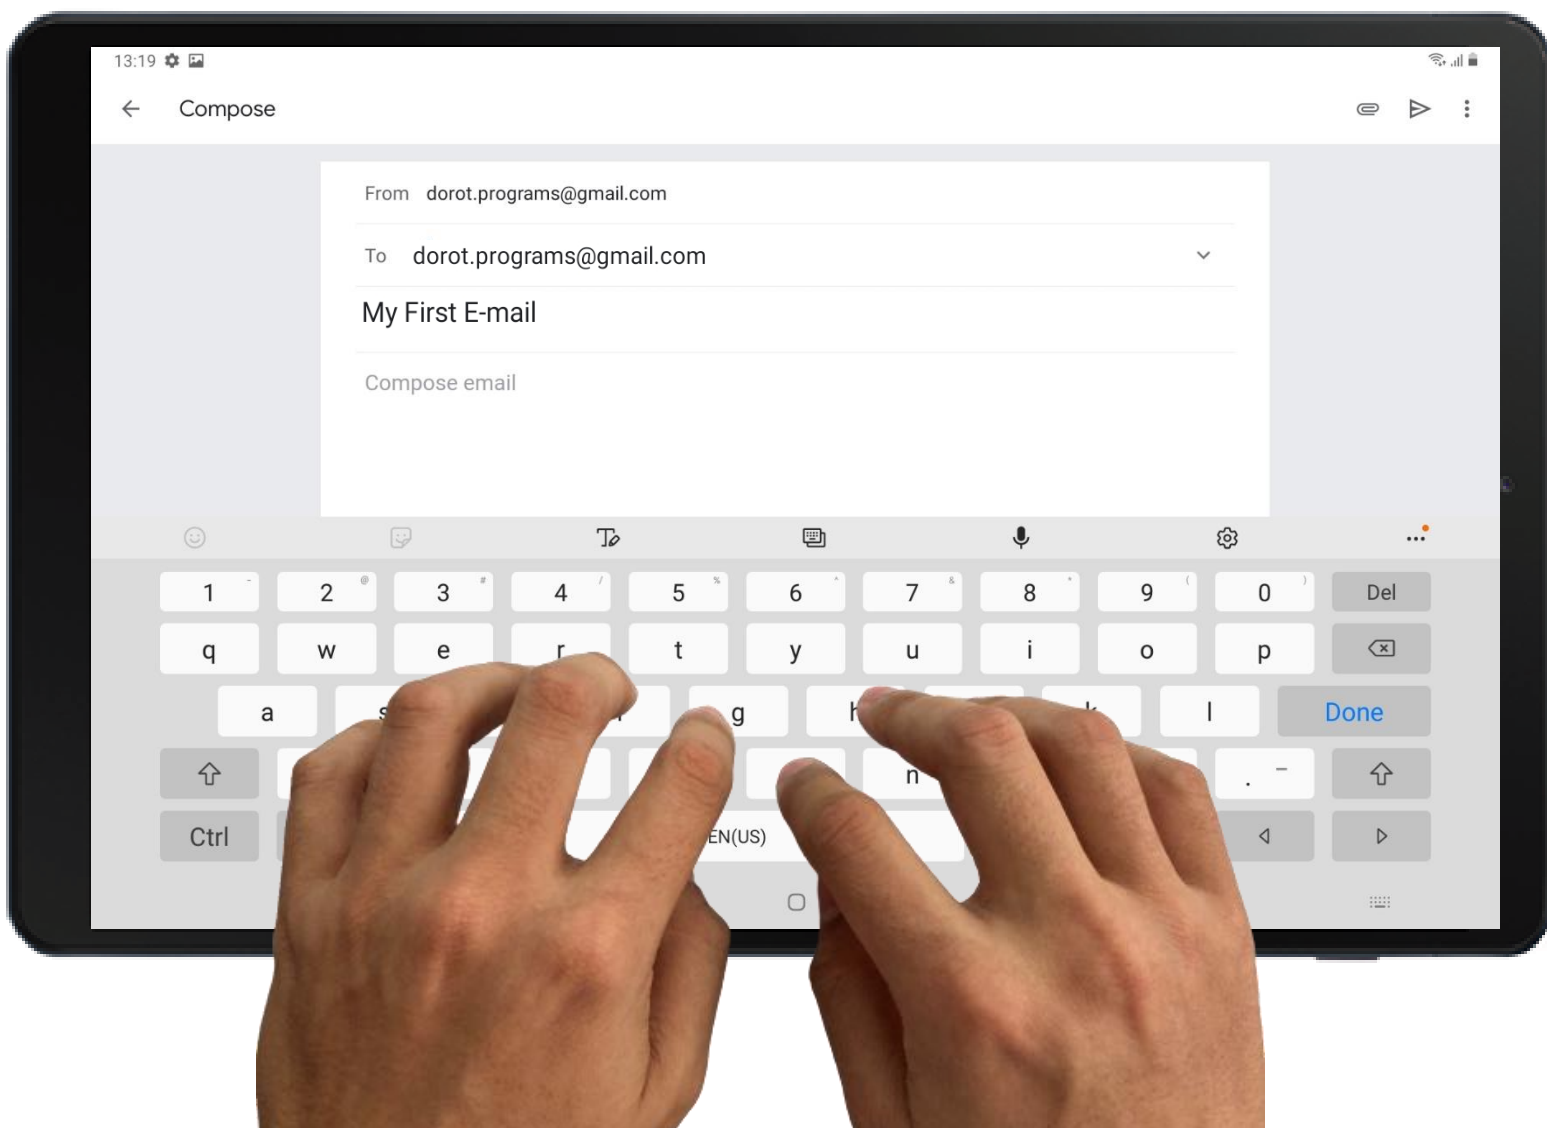 13:19
Compose
From dorot.programs@gmail.com
To dorot.programs@gmail.com
My First E-mail
Compose email
1 - 2 @ 3 # 4 / 5 % 6 ^ 7 & 8 * 9 ( 0 ) Del
q w e r t y u i o p
a s g h k l Done
n . –
Ctrl EN(US)